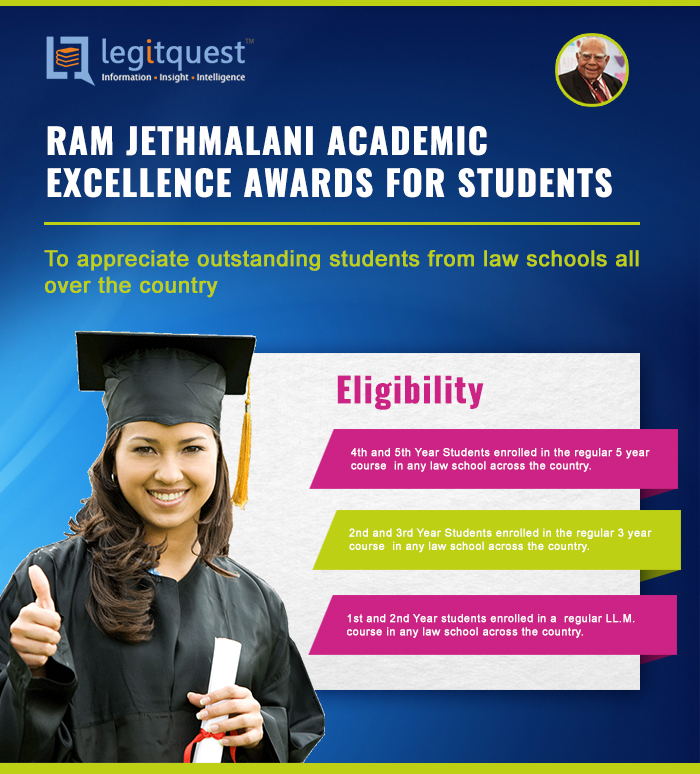 legitquest™
Information • Insight • Intelligence
RAM JETHMALANI ACADEMIC
EXCELLENCE AWARDS FOR STUDENTS
To appreciate outstanding students from law schools all
over the country
Eligibility
4th and 5th Year Students enrolled in the regular 5 year
course  in any law school across the country.
2nd and 3rd Year Students enrolled in the regular 3 year
course  in any law school across the country.
1st and 2nd Year students enrolled in a  regular LL.M.
course in any law school across the country.